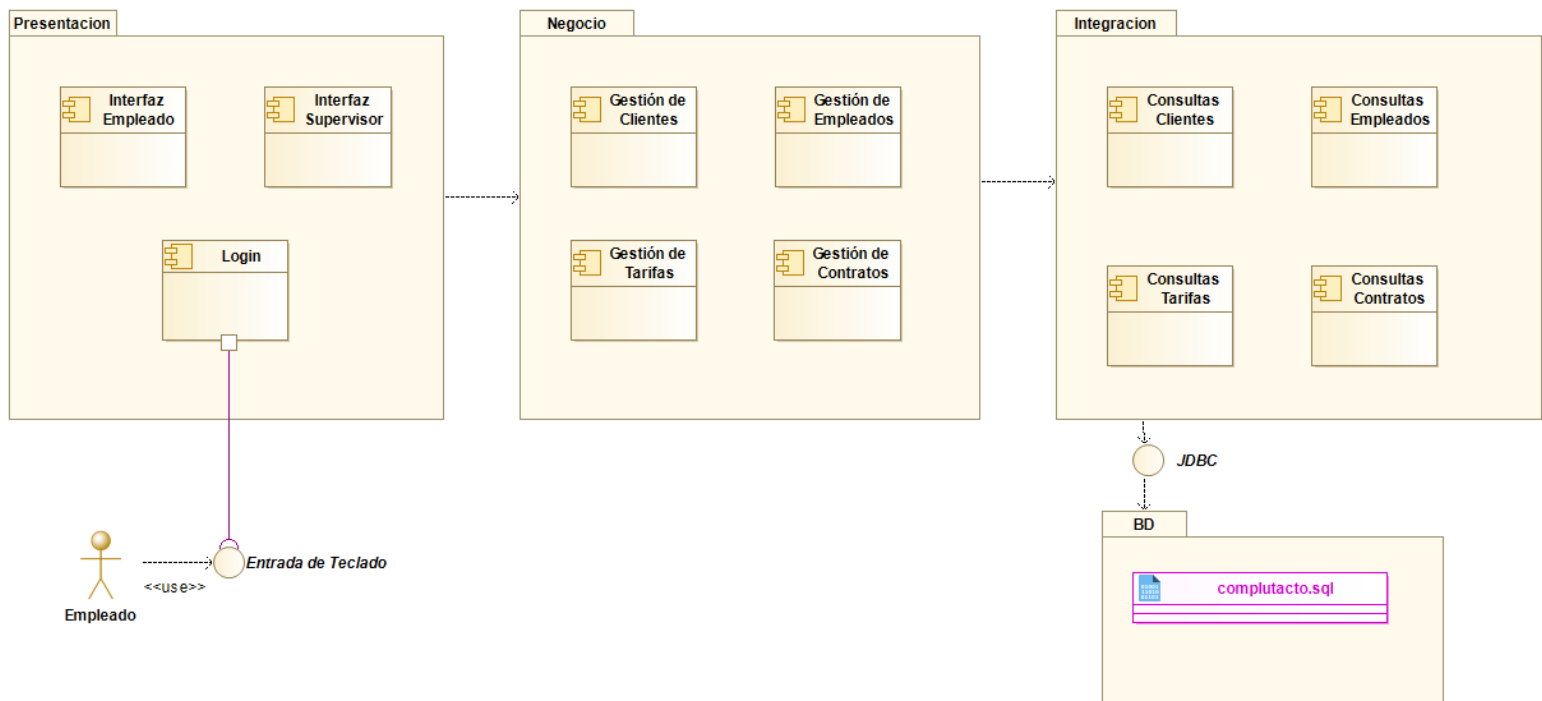 Presentacion
Negocio
Integracion
Interfaz
Empleado
Interfaz
Supervisor
Login
Gestión de
Clientes
Gestión de
Empleados
Gestión de
Tarifas
Gestión de
Contratos
Consultas
Clientes
Consultas
Empleados
Consultas
Tarifas
Consultas
Contratos
JDBC
BD
complutacto.sql
Entrada de Teclado
<<use>>
Empleado